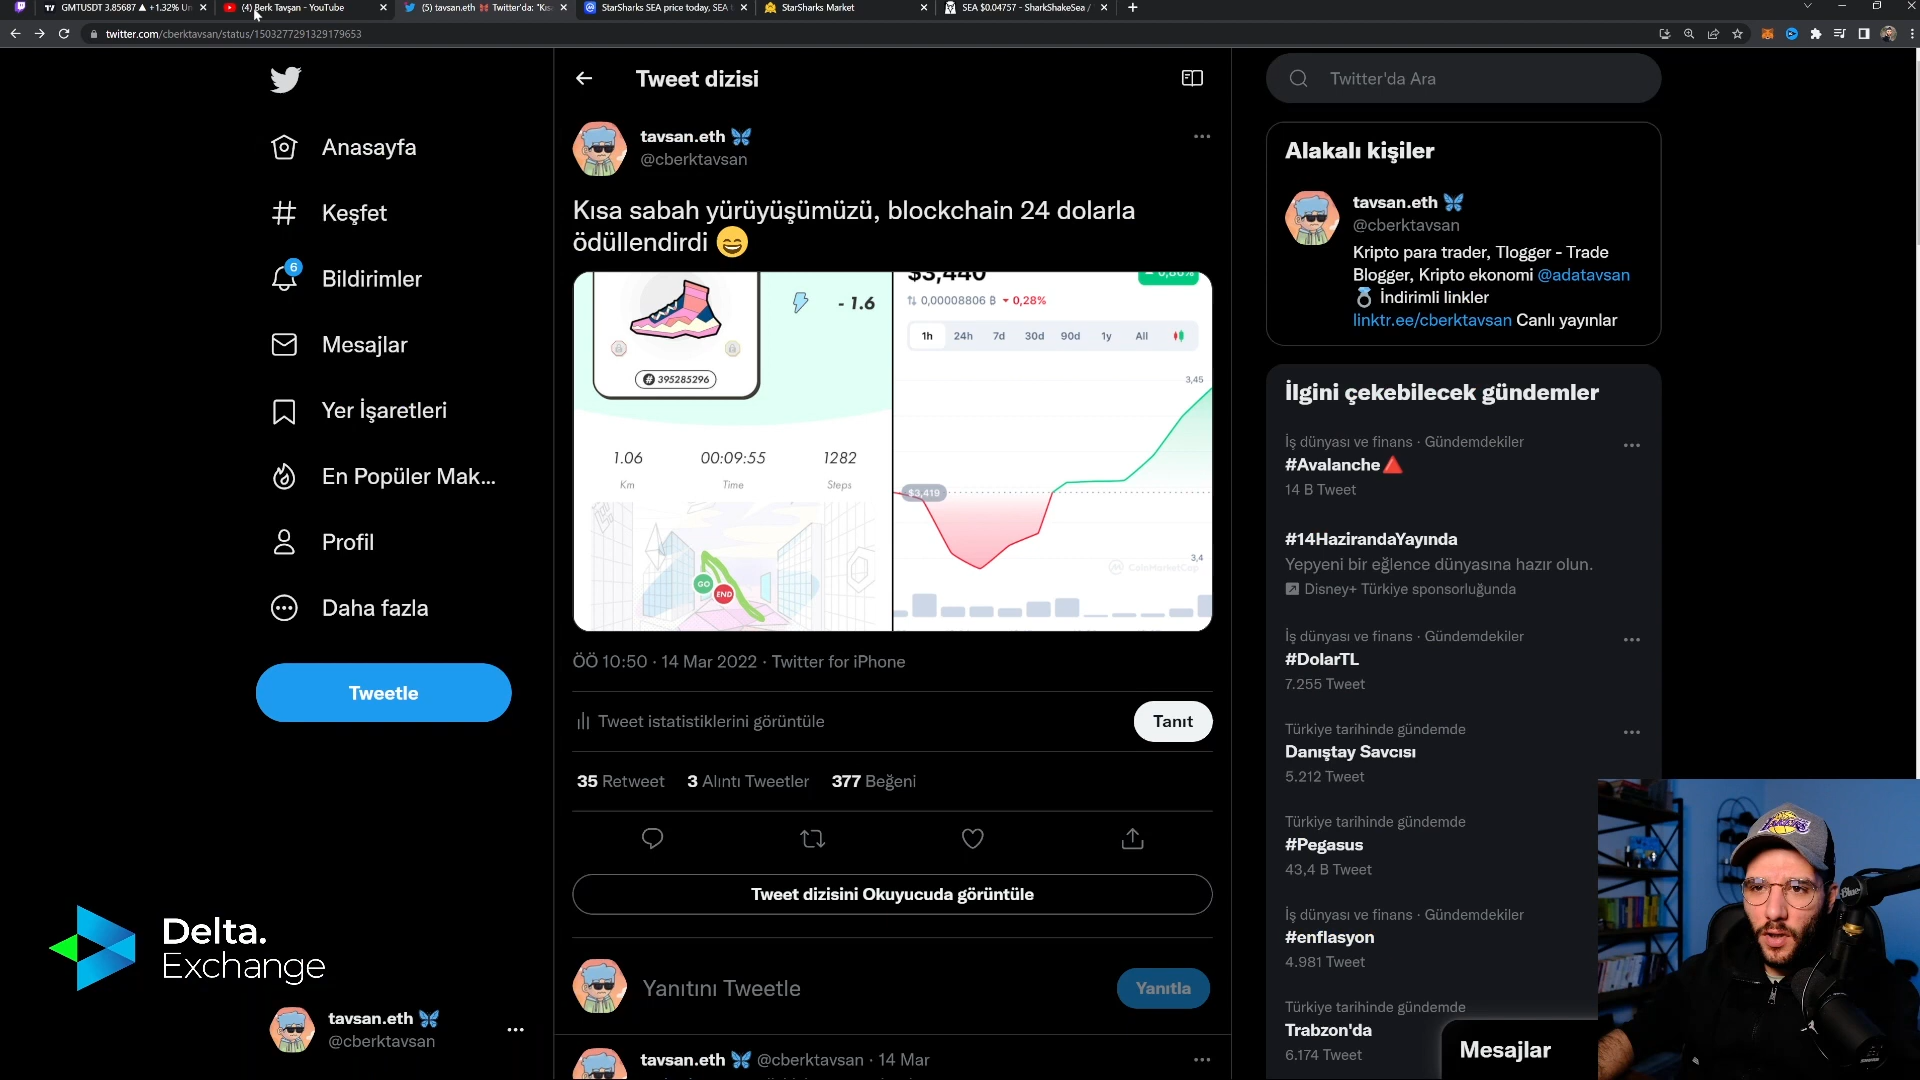 GMTUSDT 3.85687 ▲ +1.32% Un
(4) Berk Tavşan - YouTube
(5) tavsan.eth 🦋 Twitter'da: "Kıs
StarSharks SEA price today, SEA t
StarSharks Market
SEA $0.04757 - SharkShakeSea /
twitter.com/cberktavsan/status/1503277291329179653
Tweet dizisi
Twitter'da Ara
Anasayfa
Keşfet
6
Bildirimler
Mesajlar
Yer İşaretleri
En Popüler Mak...
Profil
Daha fazla
Tweetle
tavsan.eth 🦋
@cberktavsan
Kısa sabah yürüyüşümüzü, blockchain 24 dolarla
ödüllendirdi 😄
- 1.6
# 395285296
1.06
00:09:55
1282
Km
Time
Steps
GO
END
$3,440
0,00008806 ₿ ▼ 0,28%
1h 24h 7d 30d 90d 1y All
3,45
$3,419
3,4
CoinMarketCap
ÖÖ 10:50 · 14 Mar 2022 · Twitter for iPhone
Tweet istatistiklerini görüntüle
Tanıt
35 Retweet 3 Alıntı Tweetler 377 Beğeni
Tweet dizisini Okuyucuda görüntüle
Yanıtını Tweetle
Yanıtla
tavsan.eth 🦋 @cberktavsan · 14 Mar
Alakalı kişiler
tavsan.eth 🦋
@cberktavsan
Kripto para trader, Tlogger - Trade
Blogger, Kripto ekonomi @adatavsan
💍 İndirimli linkler
linktr.ee/cberktavsan Canlı yayınlar
İlgini çekebilecek gündemler
İş dünyası ve finans · Gündemdekiler
#Avalanche🔺
14 B Tweet
#14HazirandaYayında
Yepyeni bir eğlence dünyasına hazır olun.
Disney+ Türkiye sponsorluğunda
İş dünyası ve finans · Gündemdekiler
#DolarTL
7.255 Tweet
Türkiye tarihinde gündemde
Danıştay Savcısı
5.212 Tweet
Türkiye tarihinde gündemde
#Pegasus
43,4 B Tweet
İş dünyası ve finans · Gündemdekiler
#enflasyon
4.981 Tweet
Türkiye tarihinde gündemde
Trabzon'da
6.174 Tweet
Mesajlar
Delta.
Exchange
tavsan.eth 🦋
@cberktavsan
LAKERS
Blue